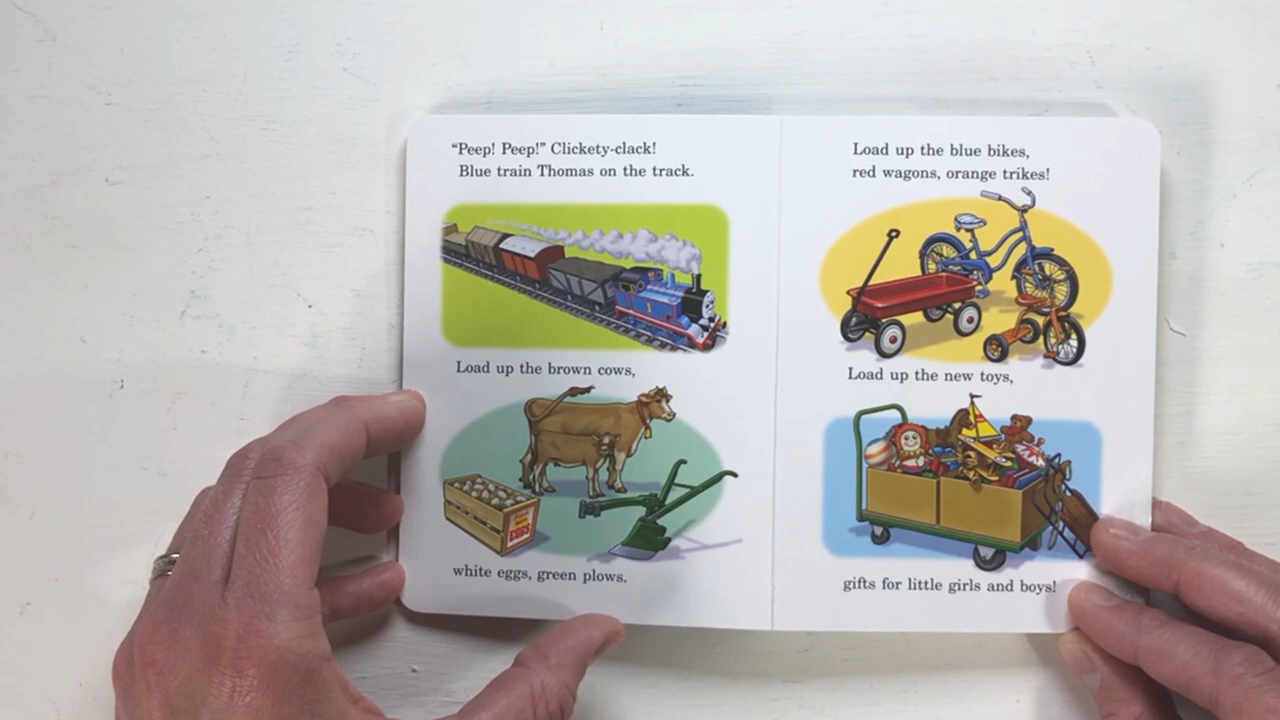 “Peep! Peep!” Clickety-clack!
Blue train Thomas on the track.
1
Load up the brown cows,
EGGS
white eggs, green plows.
Load up the blue bikes,
red wagons, orange trikes!
Load up the new toys,
gifts for little girls and boys!